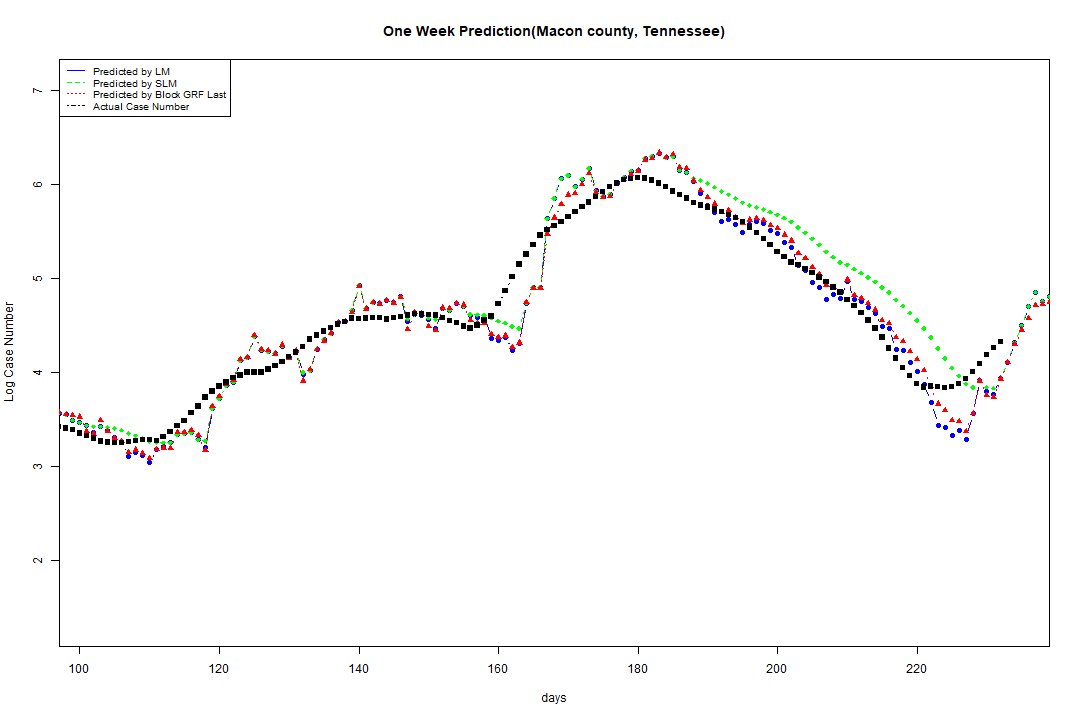 One Week Prediction(Macon county, Tennessee)
Predicted by LM
Predicted by SLM
Predicted by Block GRF Last
Actual Case Number
7
6
5
4
3
2
Log Case Number
100 120 140 160 180 200 220
days